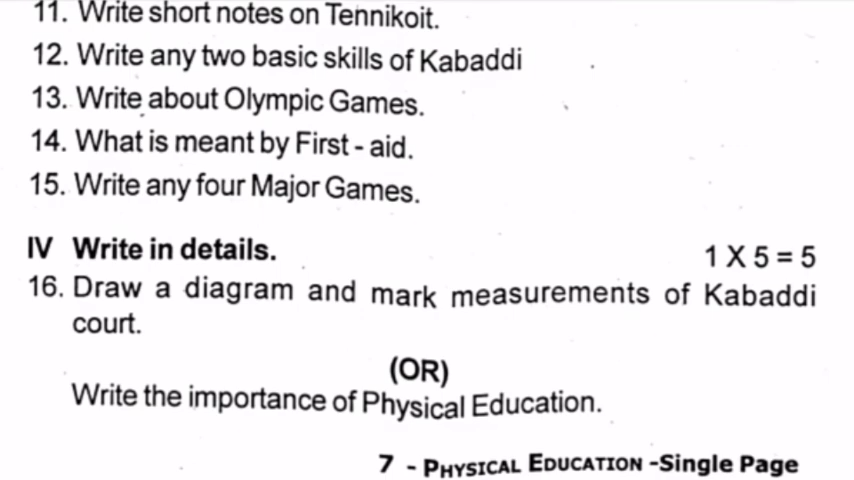 11. Write short notes on Tennikoit.
12. Write any two basic skills of Kabaddi
13. Write about Olympic Games.
14. What is meant by First - aid.
15. Write any four Major Games.
IV Write in details. 1 X 5 = 5
16. Draw a diagram and mark measurements of Kabaddi
court.
(OR)
Write the importance of Physical Education.
7 - PHYSICAL EDUCATION -Single Page